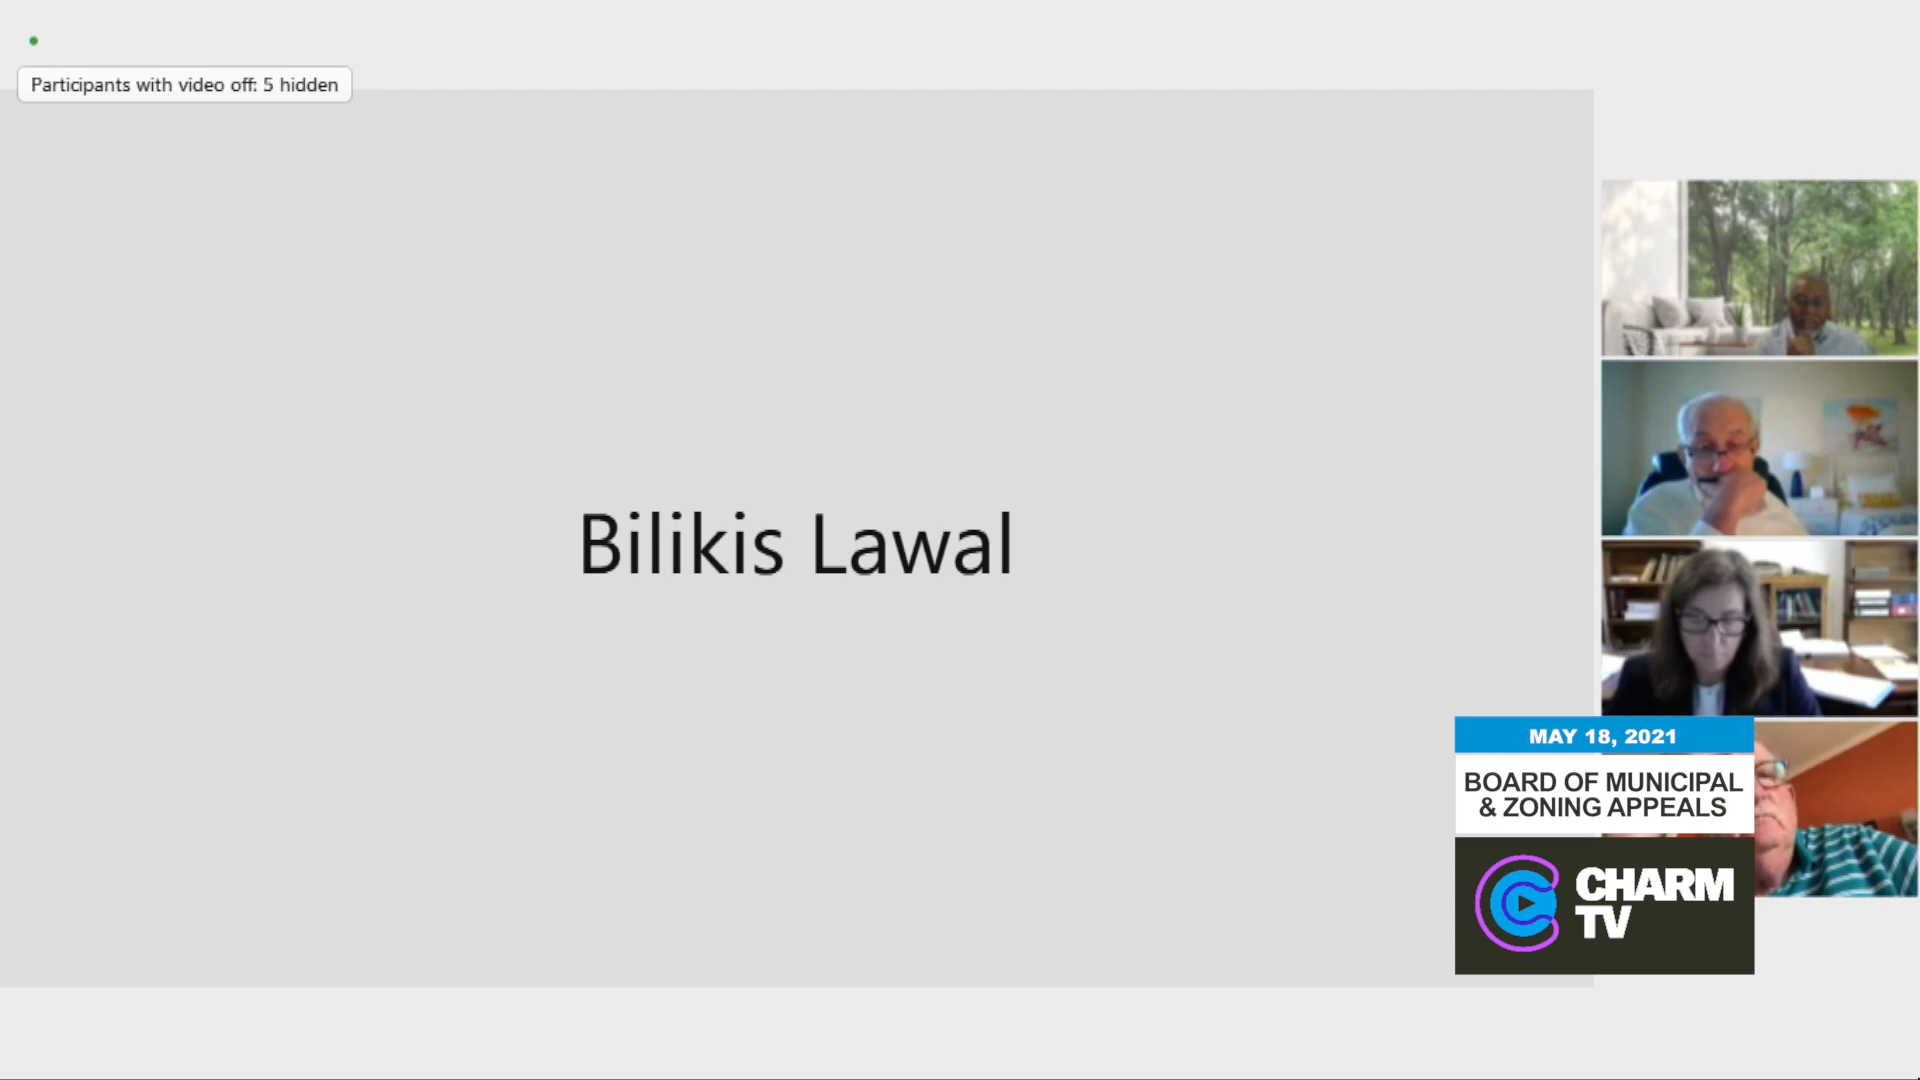 Participants with video off: 5 hidden
Bilikis Lawal
MAY 18, 2021
BOARD OF MUNICIPAL
& ZONING APPEALS
CHARM
TV